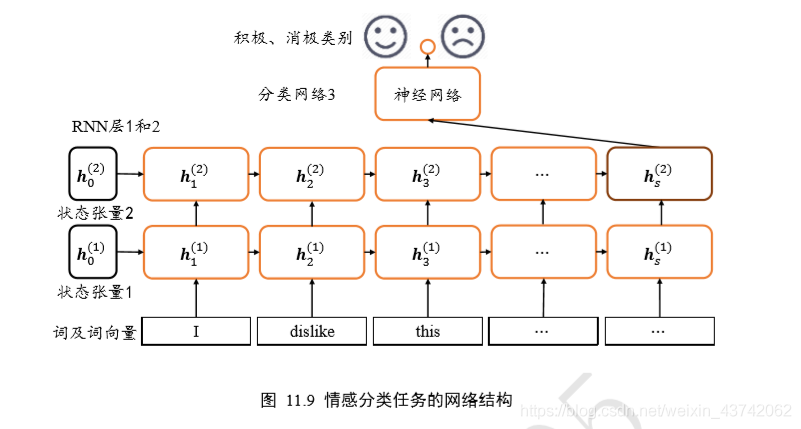 积极、消极类别
分类网络3
神经网络
RNN层1和2
h_0^{(2)} h_1^{(2)} h_2^{(2)} h_3^{(2)} … h_s^{(2)}
状态张量2
h_0^{(1)} h_1^{(1)} h_2^{(1)} h_3^{(1)} … h_s^{(1)}
状态张量1
词及词向量 I dislike this … …
图 11.9 情感分类任务的网络结构
https://blog.csdn.net/weixin_43742062